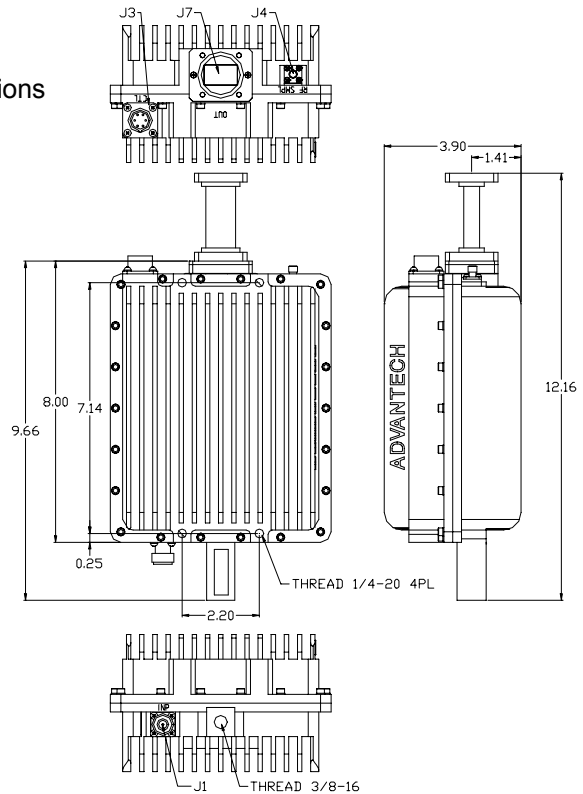 J3
J7
J4
ions
CTL
OUT
RF SMPL
3.90
1.41
8.00
7.14
9.66
0.25
2.20
THREAD 1/4-20 4PL
ADVANTECH
12.16
INP
J1
THREAD 3/8-16